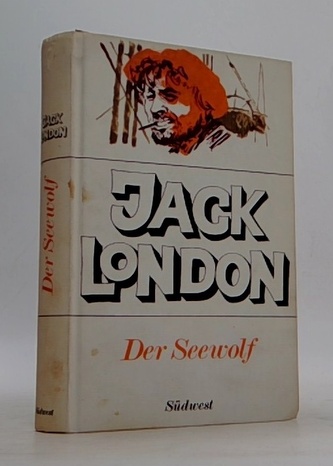 JACK
LONDON
Der Seewolf
Südwest
JACK
LONDON
Der Seewolf
Südwest